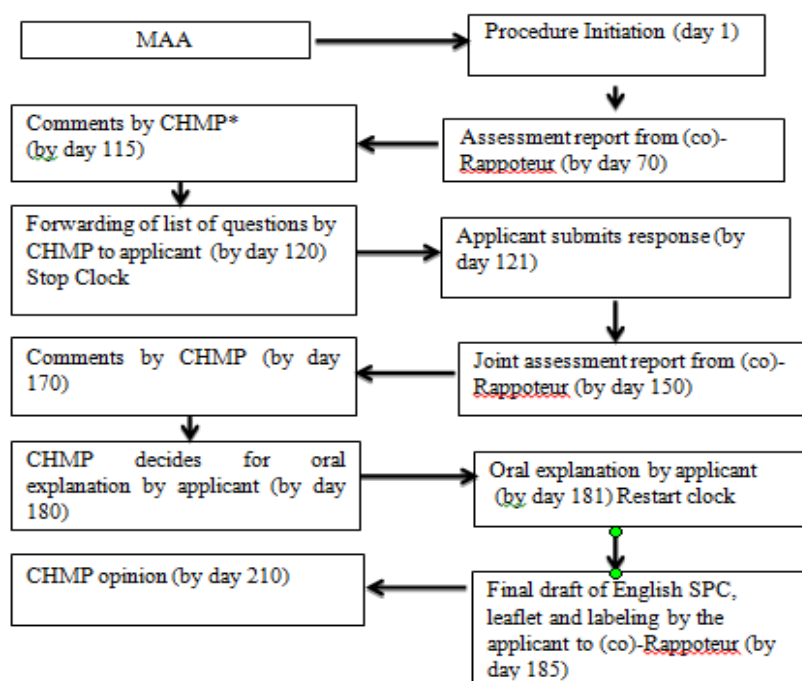 MAA
Procedure Initiation (day 1)
Comments by CHMP*
(by day 115)
Assessment report from (co)-
Rappoteur (by day 70)
Forwarding of list of questions by
CHMP to applicant (by day 120)
Stop Clock
Applicant submits response (by
day 121)
Comments by CHMP (by day
170)
Joint assessment report from (co)-
Rappoteur (by day 150)
CHMP decides for oral
explanation by applicant (by day
180)
Oral explanation by applicant
(by day 181) Restart clock
CHMP opinion (by day 210)
Final draft of English SPC,
leaflet and labeling by the
applicant to (co)-Rappoteur (by
day 185)